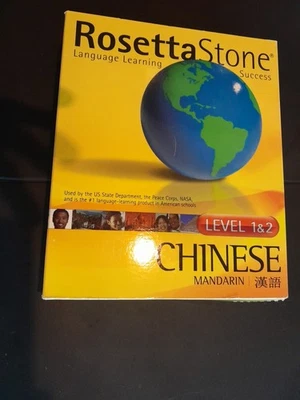 RosettaStone®
Language Learning Success
Used by the US State Department, the Peace Corps, NASA,
and is the #1 language-learning product in American schools.
LEVEL 1&2
CHINESE
MANDARIN | 漢語